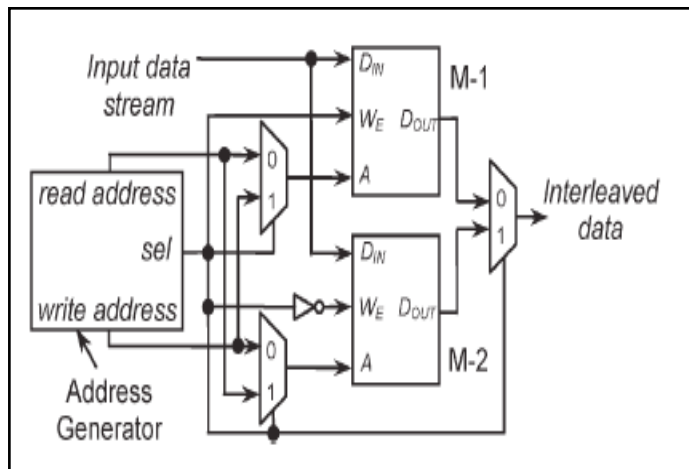 Input data
stream
D_IN
M-1
W_E
D_OUT
A
0
1
read address
sel
write address
0
1
Interleaved
data
D_IN
W_E
D_OUT
A
M-2
0
1
Address
Generator